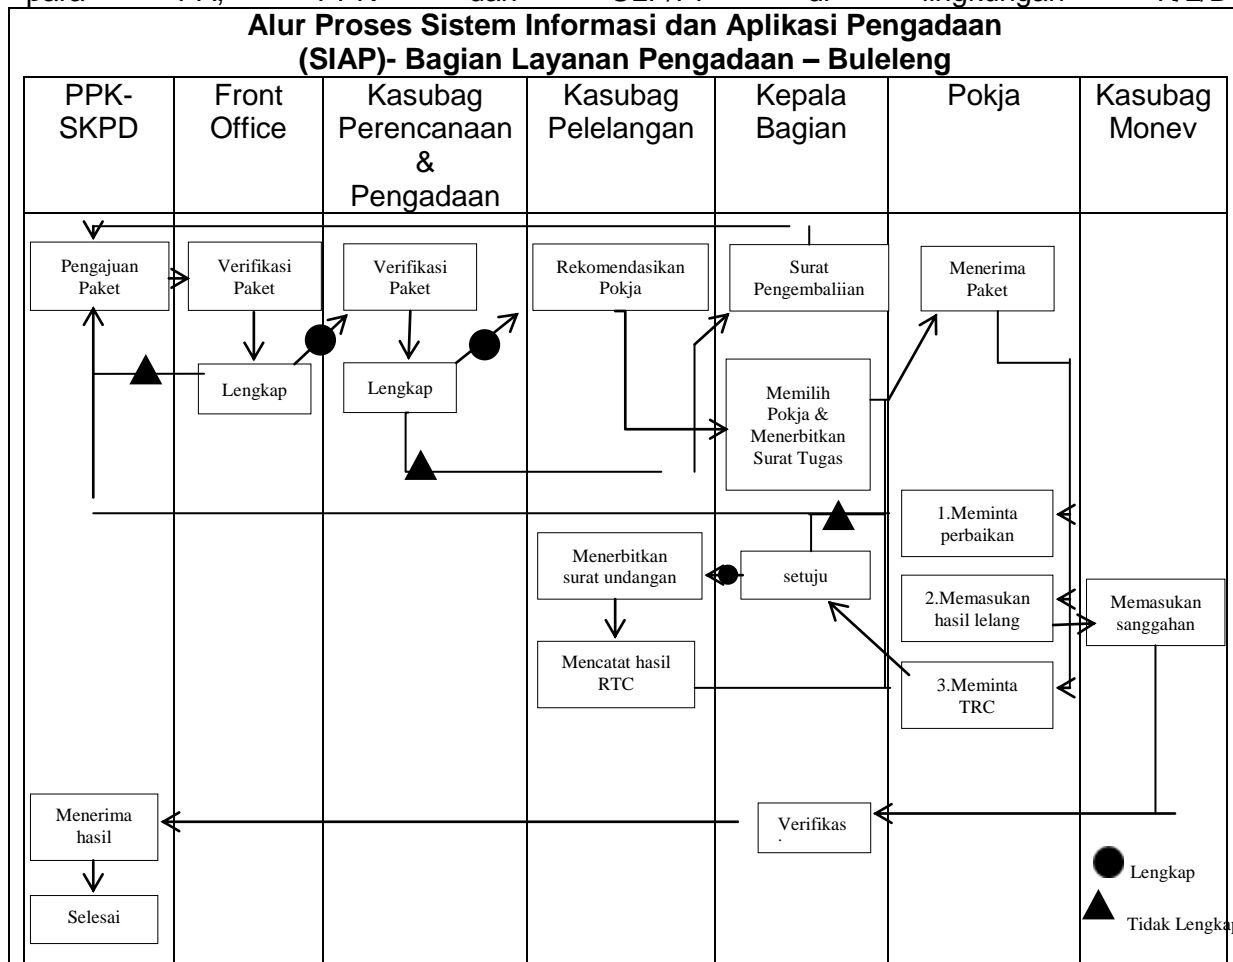 para
Alur Proses Sistem Informasi dan Aplikasi Pengadaan
(SIAP)- Bagian Layanan Pengadaan – Buleleng
PPK-
SKPD
Front
Office
Kasubag
Perencanaan
&
Pengadaan
Kasubag
Pelelangan
Kepala
Bagian
Pokja
Kasubag
Monev
Pengajuan
Paket
Verifikasi
Paket
Verifikasi
Paket
Rekomendasikan
Pokja
Surat
Pengembaliian
Menerima
Paket
Lengkap
Lengkap
Memilih
Pokja &
Menerbitkan
Surat Tugas
1.Meminta
perbaikan
Menerbitkan
surat undangan
setuju
2.Memasukan
hasil lelang
Memasukan
sanggahan
Mencatat hasil
RTC
3.Meminta
TRC
Menerima
hasil
Verifikas
Selesai
Lengkap
Tidak Lengkap